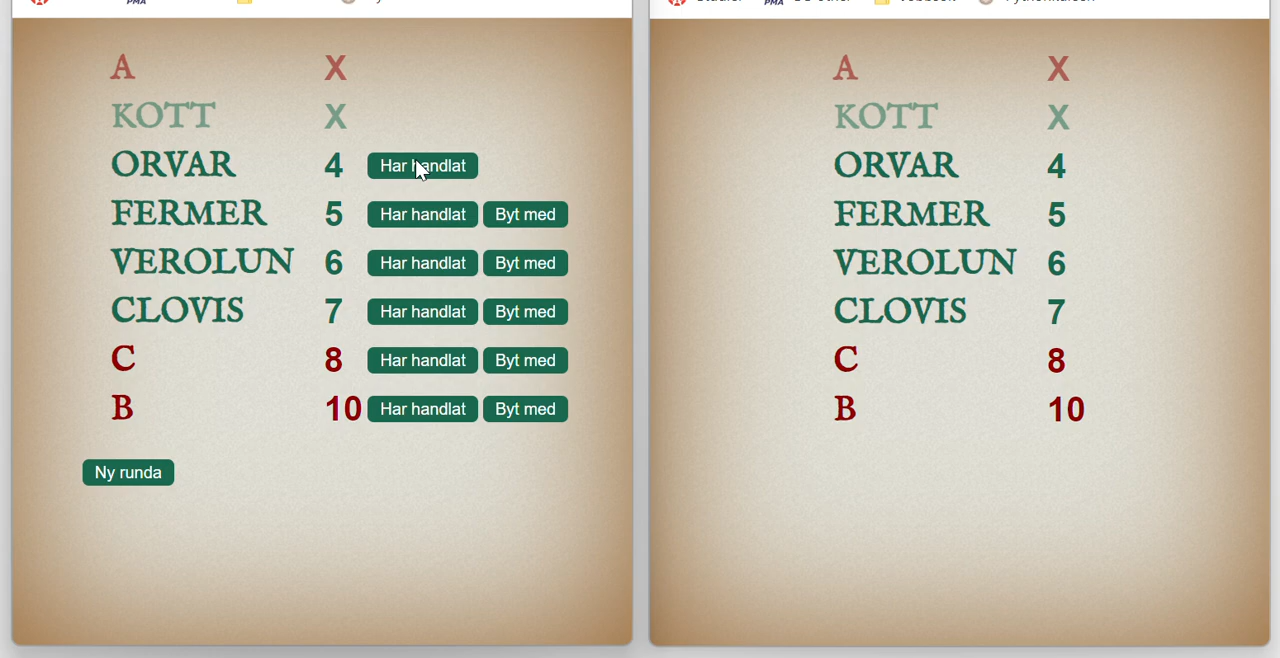 A X
KOTT X
ORVAR 4 Har handlat
FERMER 5 Har handlat Byt med
VEROLUN 6 Har handlat Byt med
CLOVIS 7 Har handlat Byt med
C 8 Har handlat Byt med
B 10 Har handlat Byt med
Ny runda
PMA
A X
KOTT X
ORVAR 4
FERMER 5
VEROLUN 6
CLOVIS 7
C 8
B 10